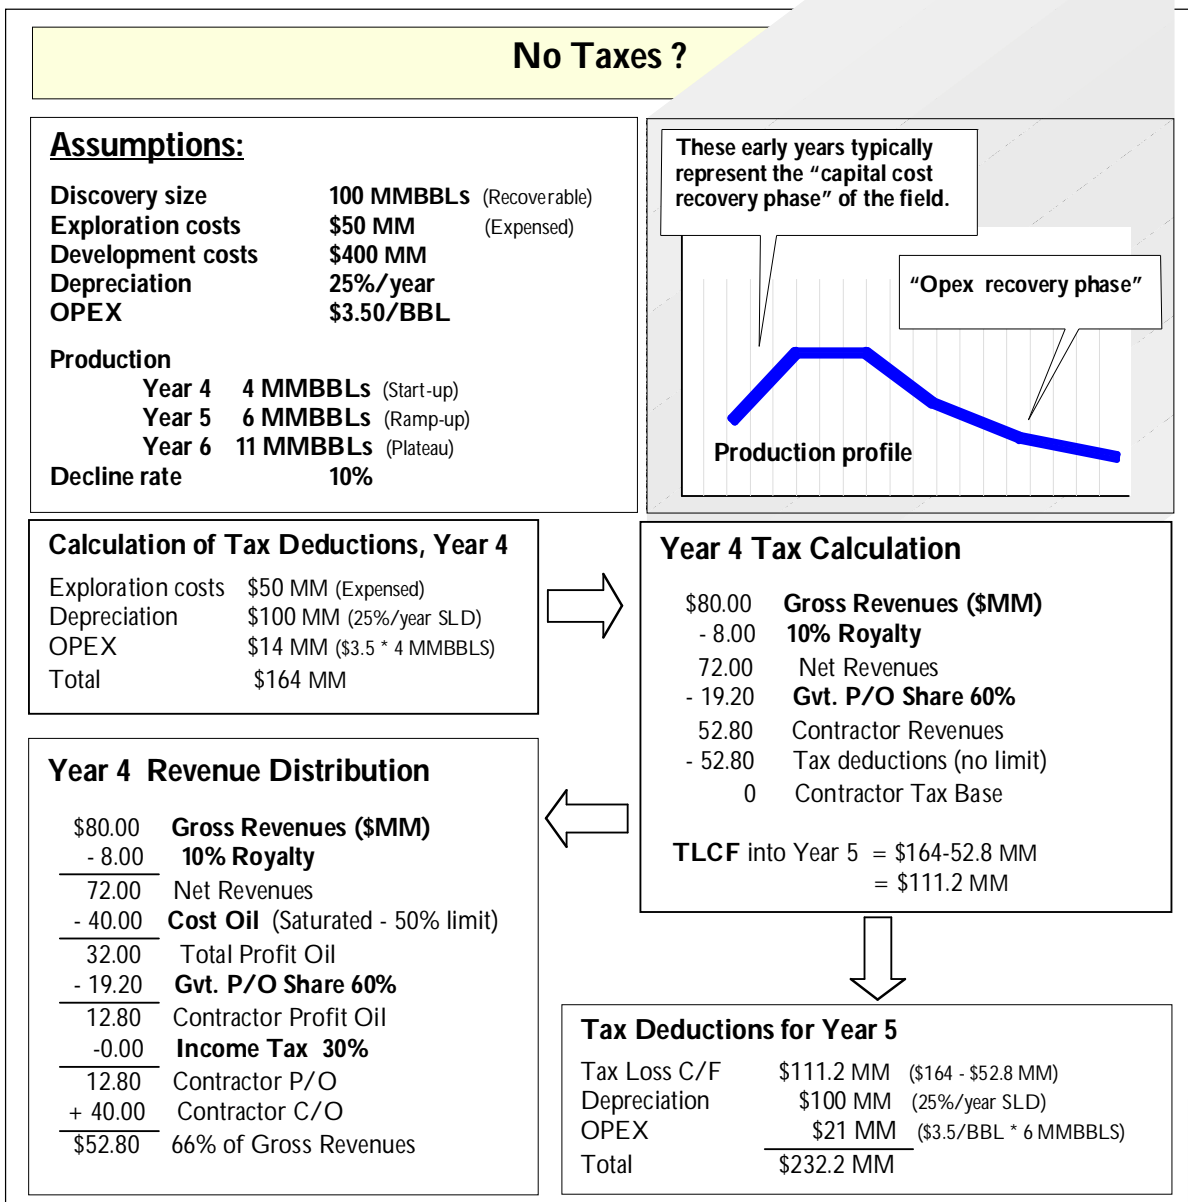 No Taxes ?
Assumptions:
Discovery size 100 MMBBLs (Recoverable)
Exploration costs $50 MM (Expensed)
Development costs $400 MM
Depreciation 25%/year
OPEX $3.50/BBL
Production
Year 4 4 MMBBLs (Start-up)
Year 5 6 MMBBLs (Ramp-up)
Year 6 11 MMBBLs (Plateau)
Decline rate 10%
These early years typically
represent the “capital cost
recovery phase” of the field.
“Opex recovery phase”
Production profile
Calculation of Tax Deductions, Year 4
Exploration costs $50 MM (Expensed)
Depreciation $100 MM (25%/year SLD)
OPEX $14 MM ($3.5 * 4 MMBBLS)
Total $164 MM
Year 4 Tax Calculation
$80.00 Gross Revenues ($MM)
- 8.00 10% Royalty
72.00 Net Revenues
- 19.20 Gvt. P/O Share 60%
52.80 Contractor Revenues
- 52.80 Tax deductions (no limit)
0 Contractor Tax Base
TLCF into Year 5 = $164-52.8 MM
= $111.2 MM
Year 4 Revenue Distribution
$80.00 Gross Revenues ($MM)
- 8.00 10% Royalty
72.00 Net Revenues
- 40.00 Cost Oil (Saturated - 50% limit)
32.00 Total Profit Oil
- 19.20 Gvt. P/O Share 60%
12.80 Contractor Profit Oil
-0.00 Income Tax 30%
12.80 Contractor P/O
+ 40.00 Contractor C/O
$52.80 66% of Gross Revenues
Tax Deductions for Year 5
Tax Loss C/F $111.2 MM ($164 - $52.8 MM)
Depreciation $100 MM (25%/year SLD)
OPEX $21 MM ($3.5/BBL * 6 MMBBLS)
Total $232.2 MM